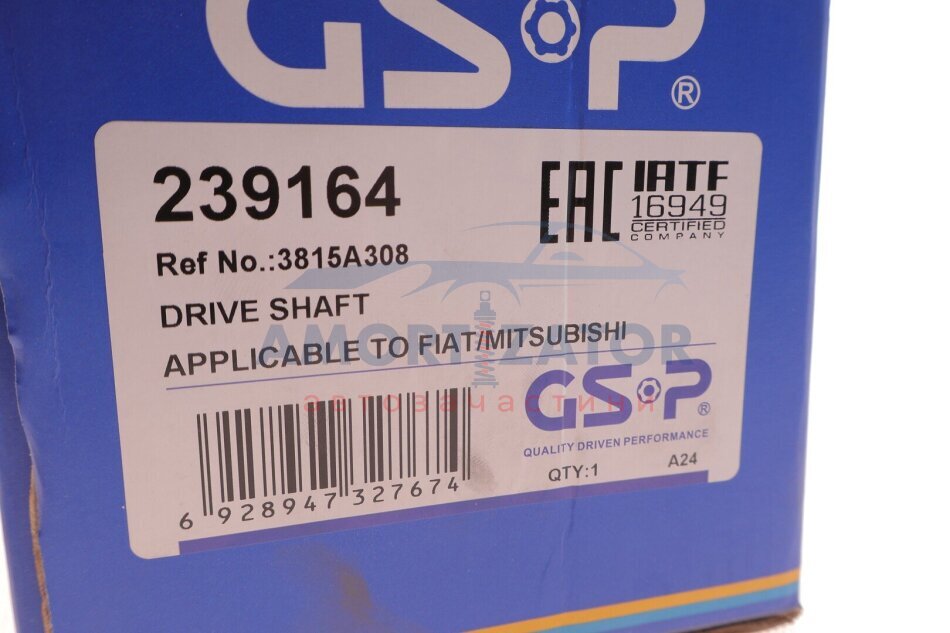 GSP®
239164
EAC
IATF
16949
CERTIFIED
COMPANY
Ref No.:3815A308
DRIVE SHAFT
APPLICABLE TO FIAT/MITSUBISHI
AMORTIZATOR
автозачастини
GSP®
QUALITY DRIVEN PERFORMANCE
QTY:1
A24
6 928947 327674